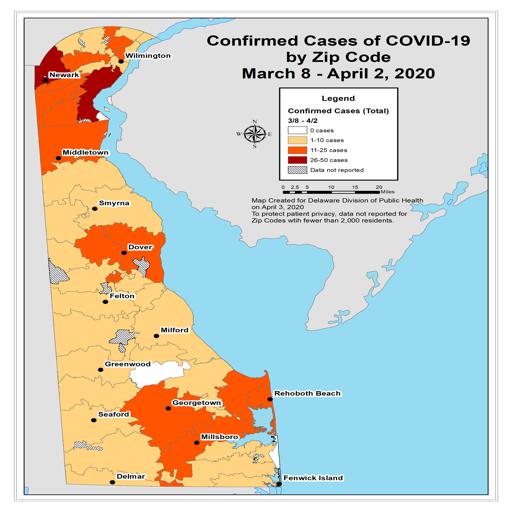 Confirmed Cases of COVID-19
by Zip Code
March 8 - April 2, 2020
Legend
Confirmed Cases (Total)
3/8 - 4/2
0 cases
1-10 cases
11-25 cases
26-50 cases
Data not reported
N
W
E
S
0 2.5 5 10 15 20
Miles
Map Created for Delaware Division of Public Health
on April 3, 2020
To protect patient privacy, data not reported for
Zip Codes wtih fewer than 2,000 residents.
Wilmington
Newark
Middletown
Smyrna
Dover
Felton
Milford
Greenwood
Rehoboth Beach
Georgetown
Seaford
Millsboro
Delmar
Fenwick Island